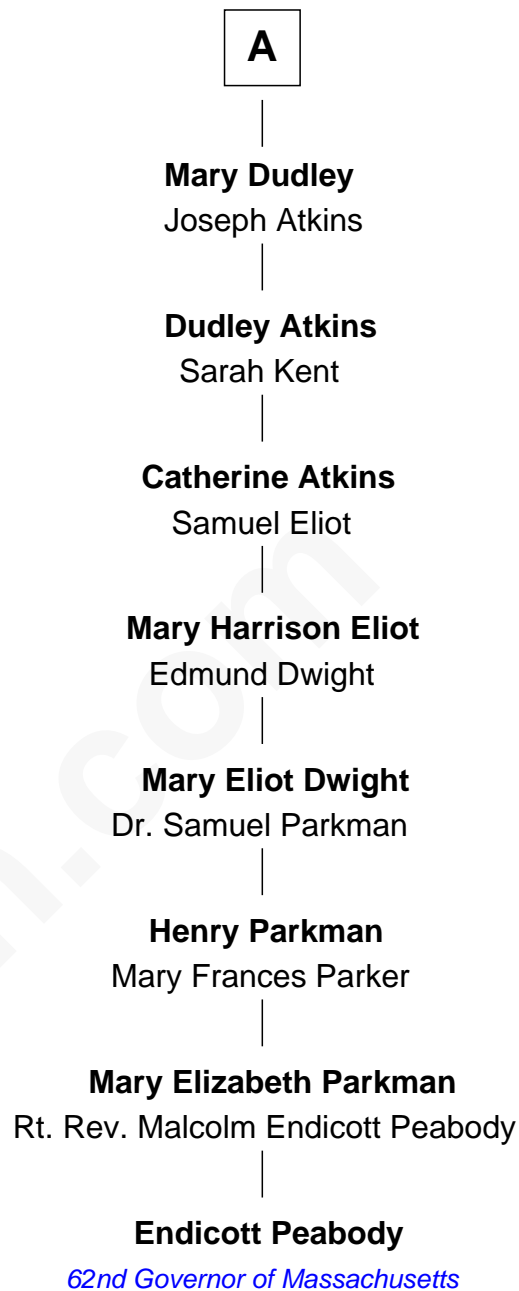 A
Mary Dudley
Joseph Atkins
Dudley Atkins
Sarah Kent
Catherine Atkins
Samuel Eliot
Mary Harrison Eliot
Edmund Dwight
Mary Eliot Dwight
Dr. Samuel Parkman
Henry Parkman
Mary Frances Parker
Mary Elizabeth Parkman
Rt. Rev. Malcolm Endicott Peabody
Endicott Peabody
62nd Governor of Massachusetts